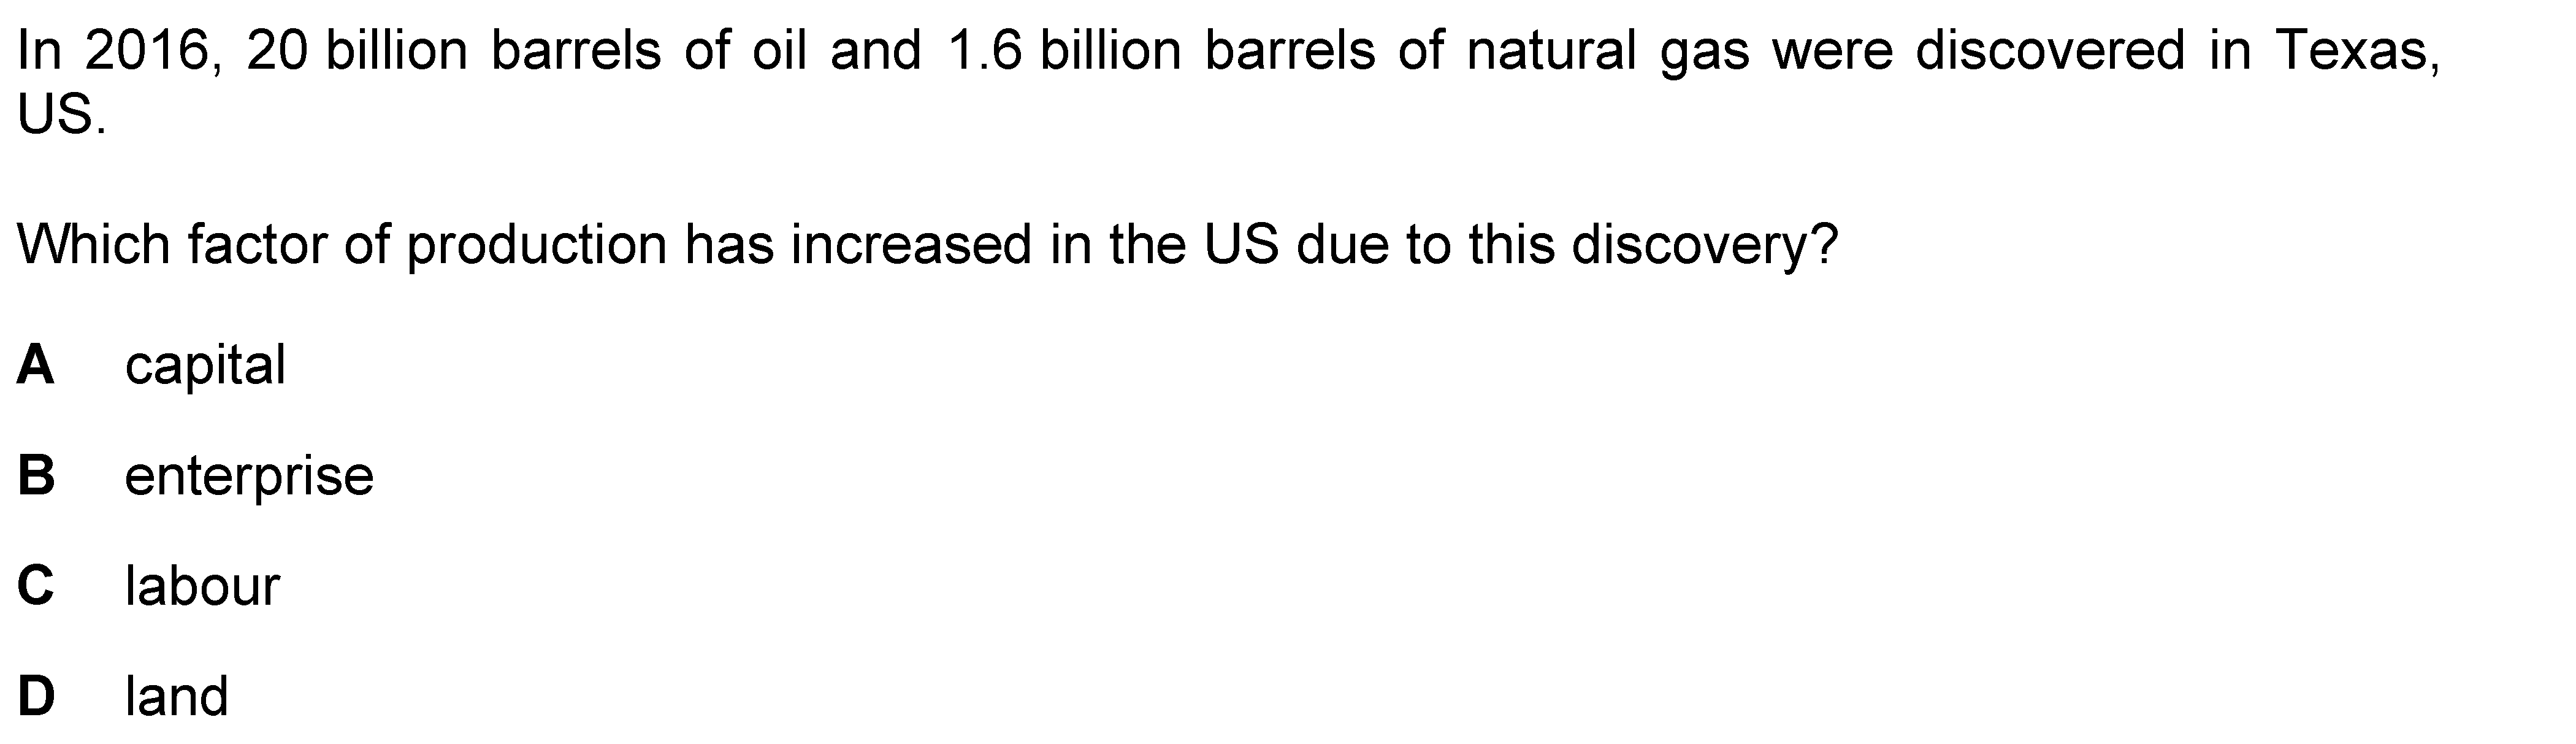 In 2016, 20 billion barrels of oil and 1.6 billion barrels of natural gas were discovered in Texas,
US.
Which factor of production has increased in the US due to this discovery?
A capital
B enterprise
C labour
D land